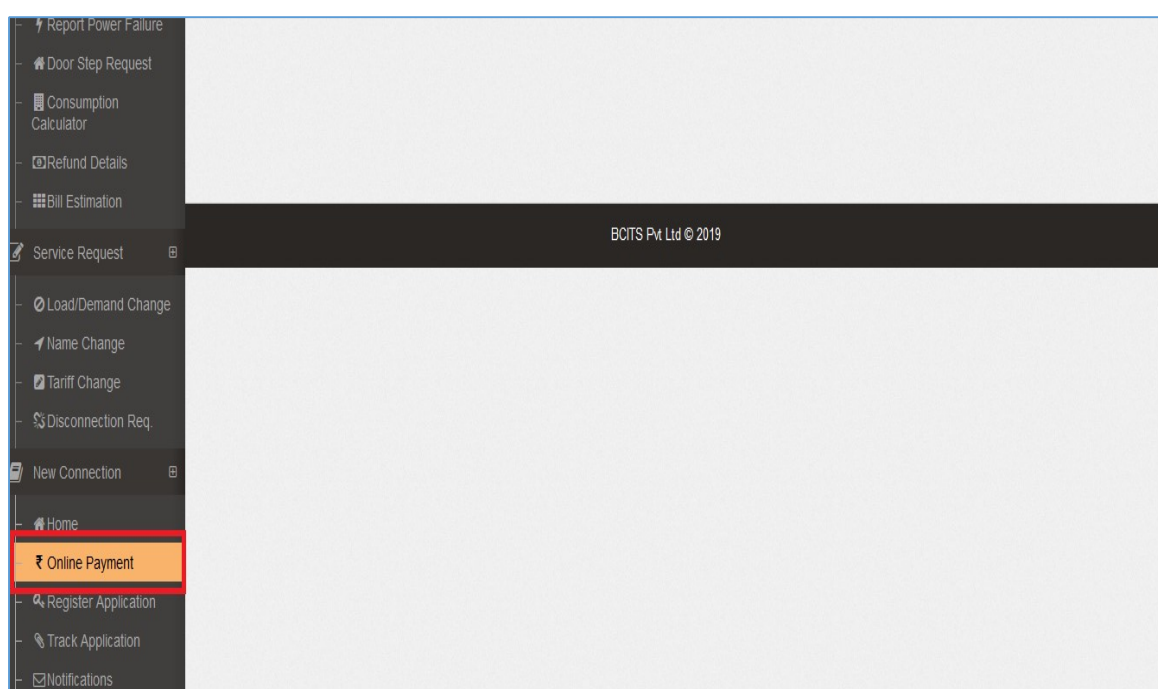 Report Power Failure
Door Step Request
Consumption
Calculator
Refund Details
Bill Estimation
Service Request
Load/Demand Change
Name Change
Tariff Change
Disconnection Req.
New Connection
Home
₹ Online Payment
Register Application
Track Application
Notifications
BCITS Pvt Ltd © 2019